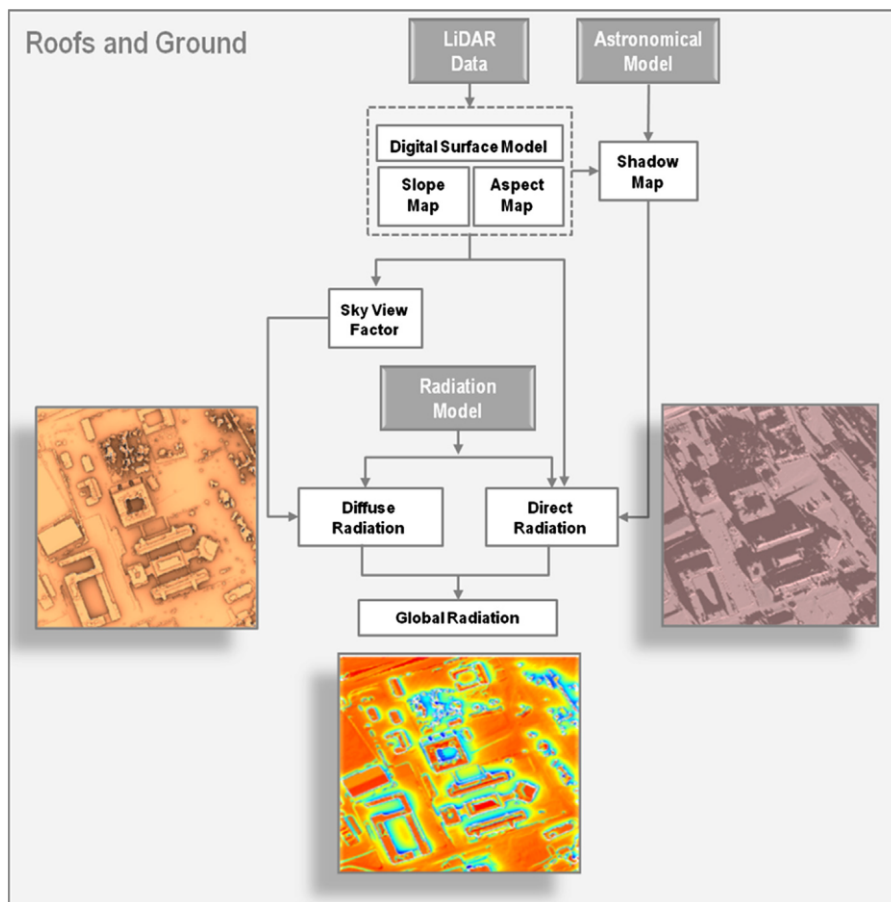 Roofs and Ground
LiDAR
Data
Astronomical
Model
Digital Surface Model
Slope
Map
Aspect
Map
Shadow
Map
Sky View
Factor
Radiation
Model
Diffuse
Radiation
Direct
Radiation
Global Radiation